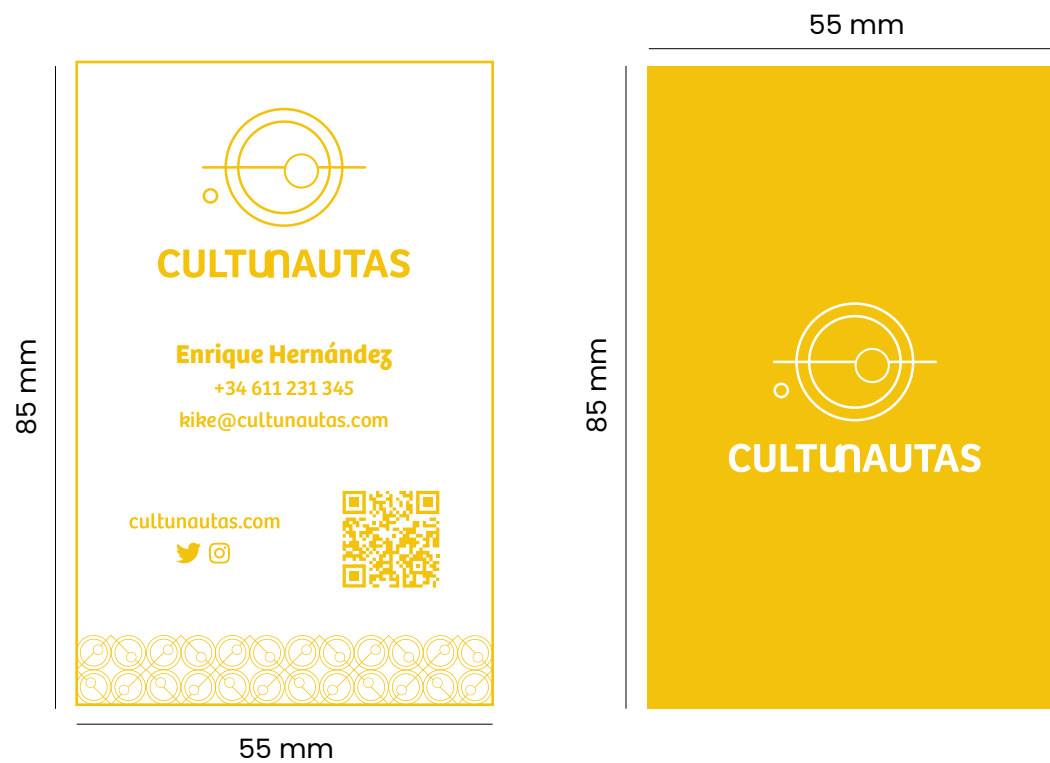 55 mm
85 mm
CULTUNAUTAS
Enrique Hernández
+34 611 231 345
kike@cultunautas.com
cultunautas.com
55 mm
85 mm
CULTUNAUTAS